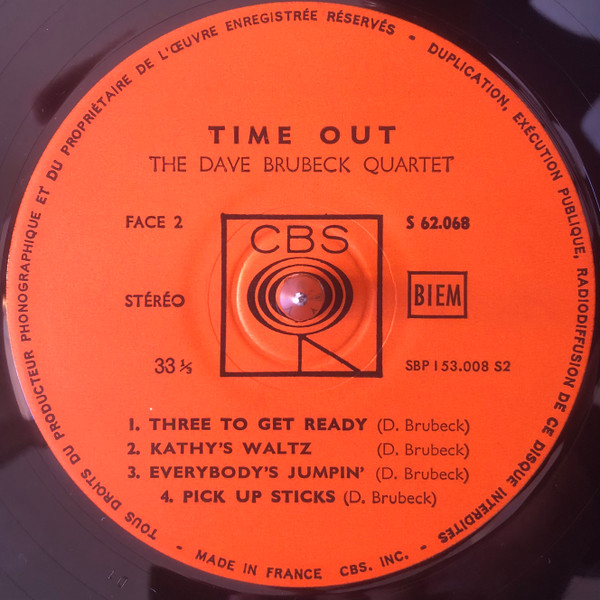 TOUS DROITS DU PRODUCTEUR PHONOGRAPHIQUE ET DU PROPRIÉTAIRE DE L'ŒUVRE ENREGISTRÉE RÉSERVÉS - DUPLICATION, EXÉCUTION PUBLIQUE, RADIODIFFUSION DE CE DISQUE INTERDITES
TIME OUT
THE DAVE BRUBECK QUARTET
FACE 2
S 62.068
CBS
STÉRÉO
BIEM
33 ⅓
SBP 153.008 S2
1. THREE TO GET READY (D. Brubeck)
2. KATHY'S WALTZ (D. Brubeck)
3. EVERYBODY'S JUMPIN' (D. Brubeck)
4. PICK UP STICKS (D. Brubeck)
- MADE IN FRANCE CBS. INC. -